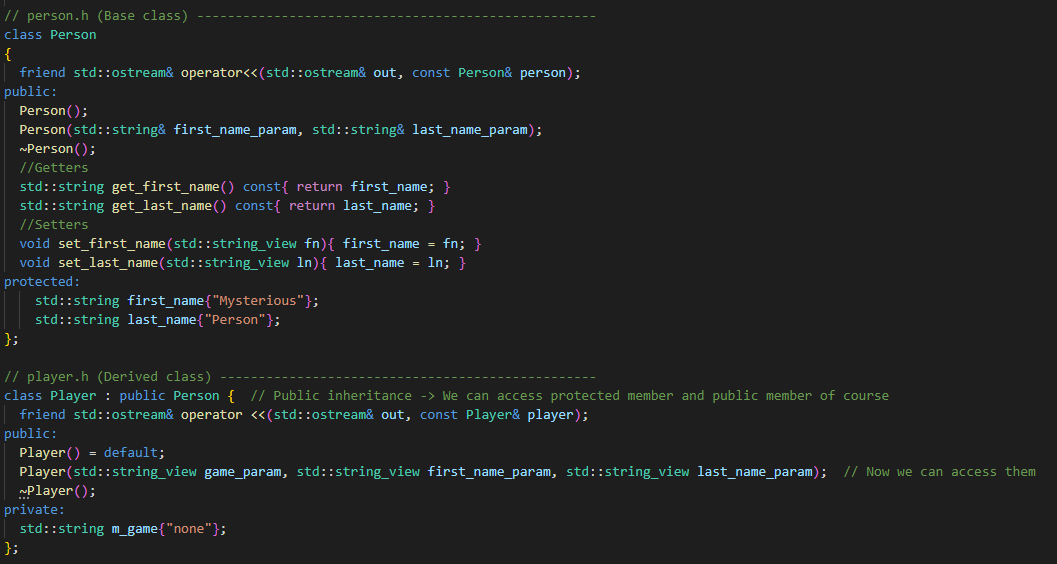 // person.h (Base class) ----------------------------------------------------
class Person
{
  friend std::ostream& operator<<(std::ostream& out, const Person& person);
public:
  Person();
  Person(std::string& first_name_param, std::string& last_name_param);
  ~Person();
  //Getters
  std::string get_first_name() const{ return first_name; }
  std::string get_last_name() const{ return last_name; }
  //Setters
  void set_first_name(std::string_view fn){ first_name = fn; }
  void set_last_name(std::string_view ln){ last_name = ln; }
protected:
    std::string first_name{"Mysterious"};
    std::string last_name{"Person"};
};
// player.h (Derived class) -------------------------------------------------
class Player : public Person {  // Public inheritance -> We can access protected member and public member of course
  friend std::ostream& operator <<(std::ostream& out, const Player& player);
public:
  Player() = default;
  Player(std::string_view game_param, std::string_view first_name_param, std::string_view last_name_param);  // Now we can access them
  ~Player();
private:
  std::string m_game{"none"};
};